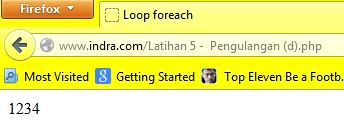 Firefox
Loop foreach
www.indra.com/Latihan 5 - Pengulangan (d).php
Most Visited Getting Started Top Eleven Be a Footb.
1234